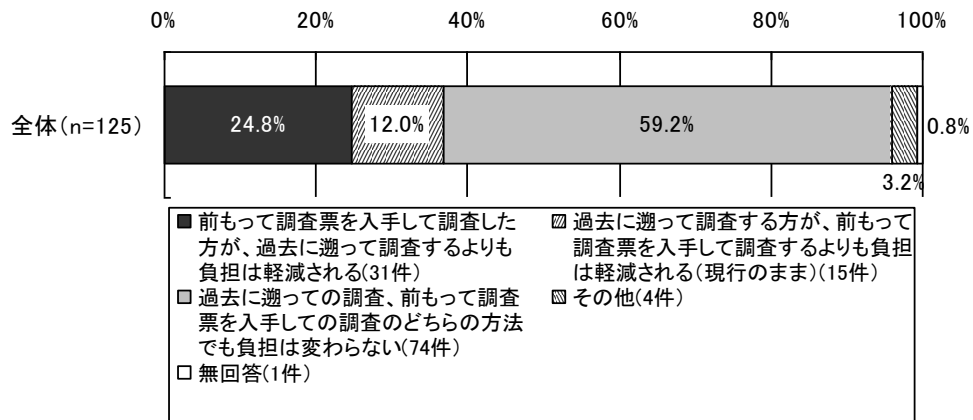 0% 20% 40% 60% 80% 100%
全体(n=125) 24.8% 12.0% 59.2% 0.8%
3.2%
前もって調査票を入手して調査した
方が、過去に遡って調査するよりも
負担は軽減される(31件)
過去に遡って調査する方が、前もって
調査票を入手して調査するよりも負担
は軽減される(現行のまま)(15件)
過去に遡っての調査、前もって調査
票を入手しての調査のどちらの方法
でも負担は変わらない(74件)
その他(4件)
無回答(1件)